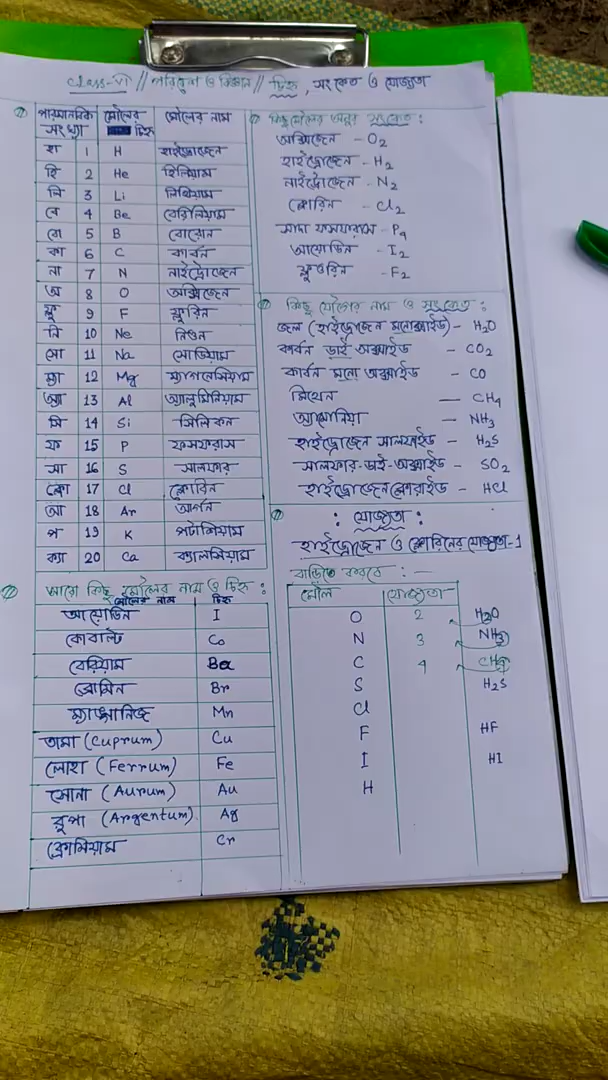 Class-VI // পরিবেশ ও বিজ্ঞান // চিহ্ন, সংকেত ও যোজ্যতা
পারমানবিক সংখ্যা মৌলের চিহ্ন মৌলের নাম
হা 1 H হাইড্রোজেন
হি 2 He হিলিয়াম
লি 3 Li লিথিয়াম
বে 4 Be বেরিলিয়াম
বো 5 B বোরোন
কা 6 C কার্বন
না 7 N নাইট্রোজেন
অ 8 O অক্সিজেন
ফ্লু 9 F ফ্লুরিন
নি 10 Ne নিওন
সো 11 Na সোডিয়াম
ম্যা 12 Mg ম্যাগনেসিয়াম
অ্যা 13 Al অ্যালুমিনিয়াম
সি 14 Si সিলিকন
ফ 15 P ফসফরাস
সা 16 S সালফার
ক্লো 17 Cl ক্লোরিন
আ 18 Ar আর্গন
প 19 K পটাশিয়াম
ক্যা 20 Ca ক্যালসিয়াম
আরো কিছু মৌলের নাম ও চিহ্ন :
মৌলের নাম চিহ্ন
আয়োডিন I
কোবাল্ট Co
বেরিয়াম Ba
ব্রোমিন Br
ম্যাঙ্গানিজ Mn
তামা (Cuprum) Cu
লোহা (Ferrum) Fe
সোনা (Aurum) Au
রুপা (Argentum) Ag
ক্রোমিয়াম Cr
কিছু মৌলের অনুর সংকেত :
অক্সিজেন - O₂
হাইড্রোজেন - H₂
নাইট্রোজেন - N₂
ক্লোরিন - Cl₂
সাদা ফসফরাস - P₄
আয়োডিন - I₂
ফ্লুওরিন - F₂
কিছু যৌগের নাম ও সংকেত :
জল (হাইড্রোজেন মনোক্সাইড) - H₂O
কার্বন ডাই অক্সাইড - CO₂
কার্বন মনো অক্সাইড - CO
মিথেন — CH₄
অ্যামোনিয়া — NH₃
হাইড্রোজেন সালফাইড - H₂S
সালফার-ডাই-অক্সাইড - SO₂
হাইড্রোজেন ক্লোরাইড - HCl
: যোজ্যতা :
হাইড্রোজেন ও ক্লোরিনের যোজ্যতা-1
বাড়িতে করবে : —
মৌল যোজ্যতা
O 2 H₂O
N 3 NH₃
C 4 CH₄
S H₂S
Cl
F HF
I HI
H